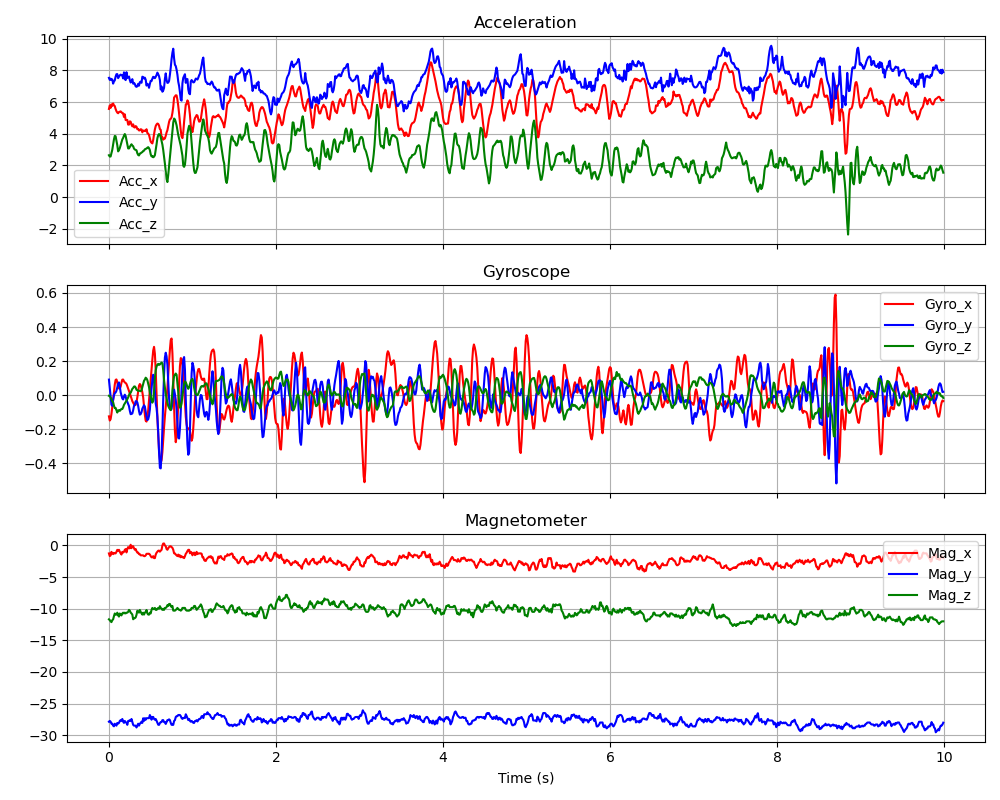 Acceleration
10
8
6
4
2
0
−2
Acc_x
Acc_y
Acc_z
Gyroscope
0.6
0.4
0.2
0.0
−0.2
−0.4
Gyro_x
Gyro_y
Gyro_z
Magnetometer
0
−5
−10
−15
−20
−25
−30
Mag_x
Mag_y
Mag_z
0 2 4 6 8 10
Time (s)